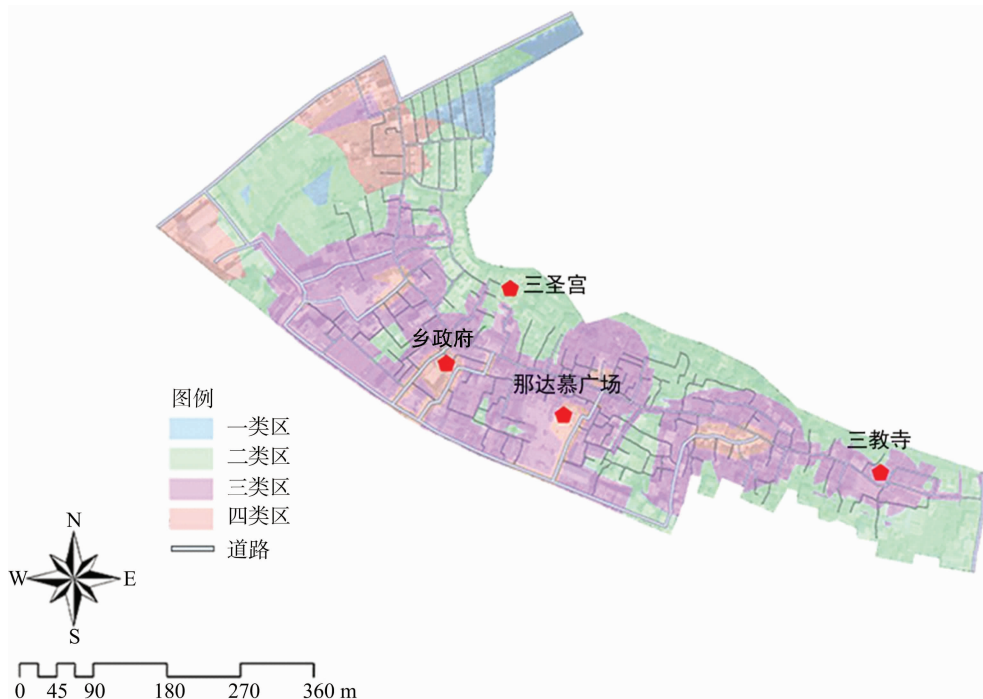 三圣宫
乡政府
那达慕广场
三教寺
图例
一类区
二类区
三类区
四类区
道路
N
W E
S
0 45 90 180 270 360 m